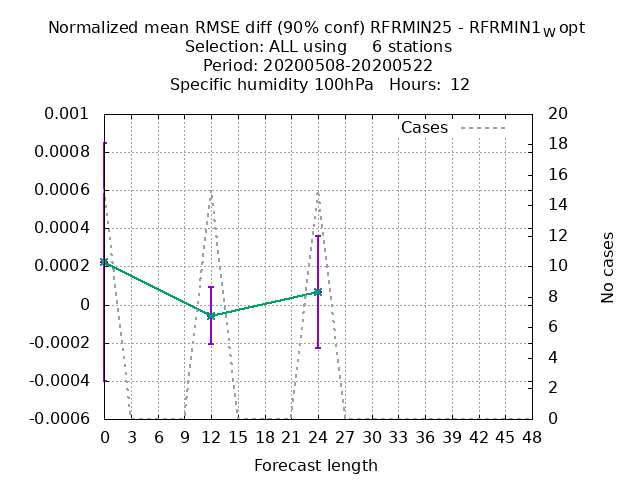 Normalized mean RMSE diff (90% conf) RFRMIN25 - RFRMIN1wopt
Selection: ALL using 6 stations
Period: 20200508-20200522
Specific humidity 100hPa Hours: 12
0.001
0.0008
0.0006
0.0004
0.0002
0
-0.0002
-0.0004
-0.0006
Cases
20
18
16
14
12
10
8
6
4
2
0
No cases
0 3 6 9 12 15 18 21 24 27 30 33 36 39 42 45 48
Forecast length